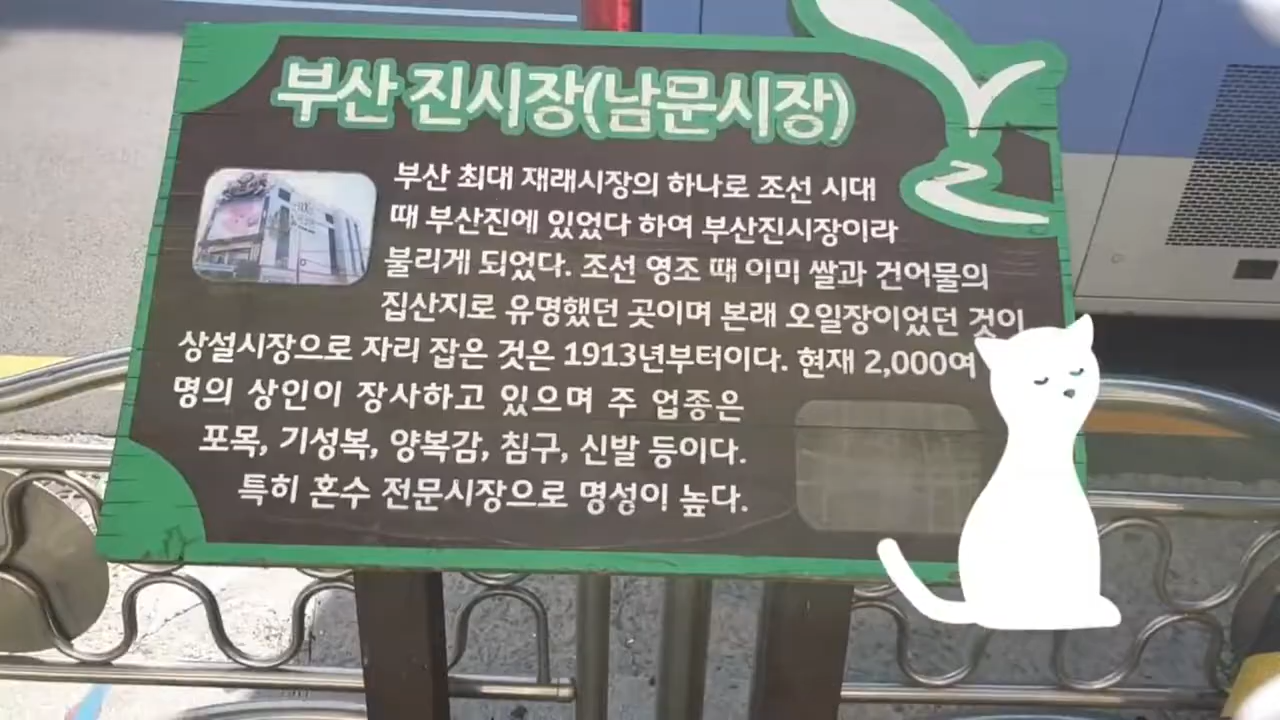 부산 진시장(남문시장)
부산 최대 재래시장의 하나로 조선 시대
때 부산진에 있었다 하여 부산진시장이라
불리게 되었다. 조선 영조 때 이미 쌀과 건어물의
집산지로 유명했던 곳이며 본래 오일장이었던 것이
상설시장으로 자리 잡은 것은 1913년부터이다. 현재 2,000여
명의 상인이 장사하고 있으며 주 업종은
포목, 기성복, 양복감, 침구, 신발 등이다.
특히 혼수 전문시장으로 명성이 높다.